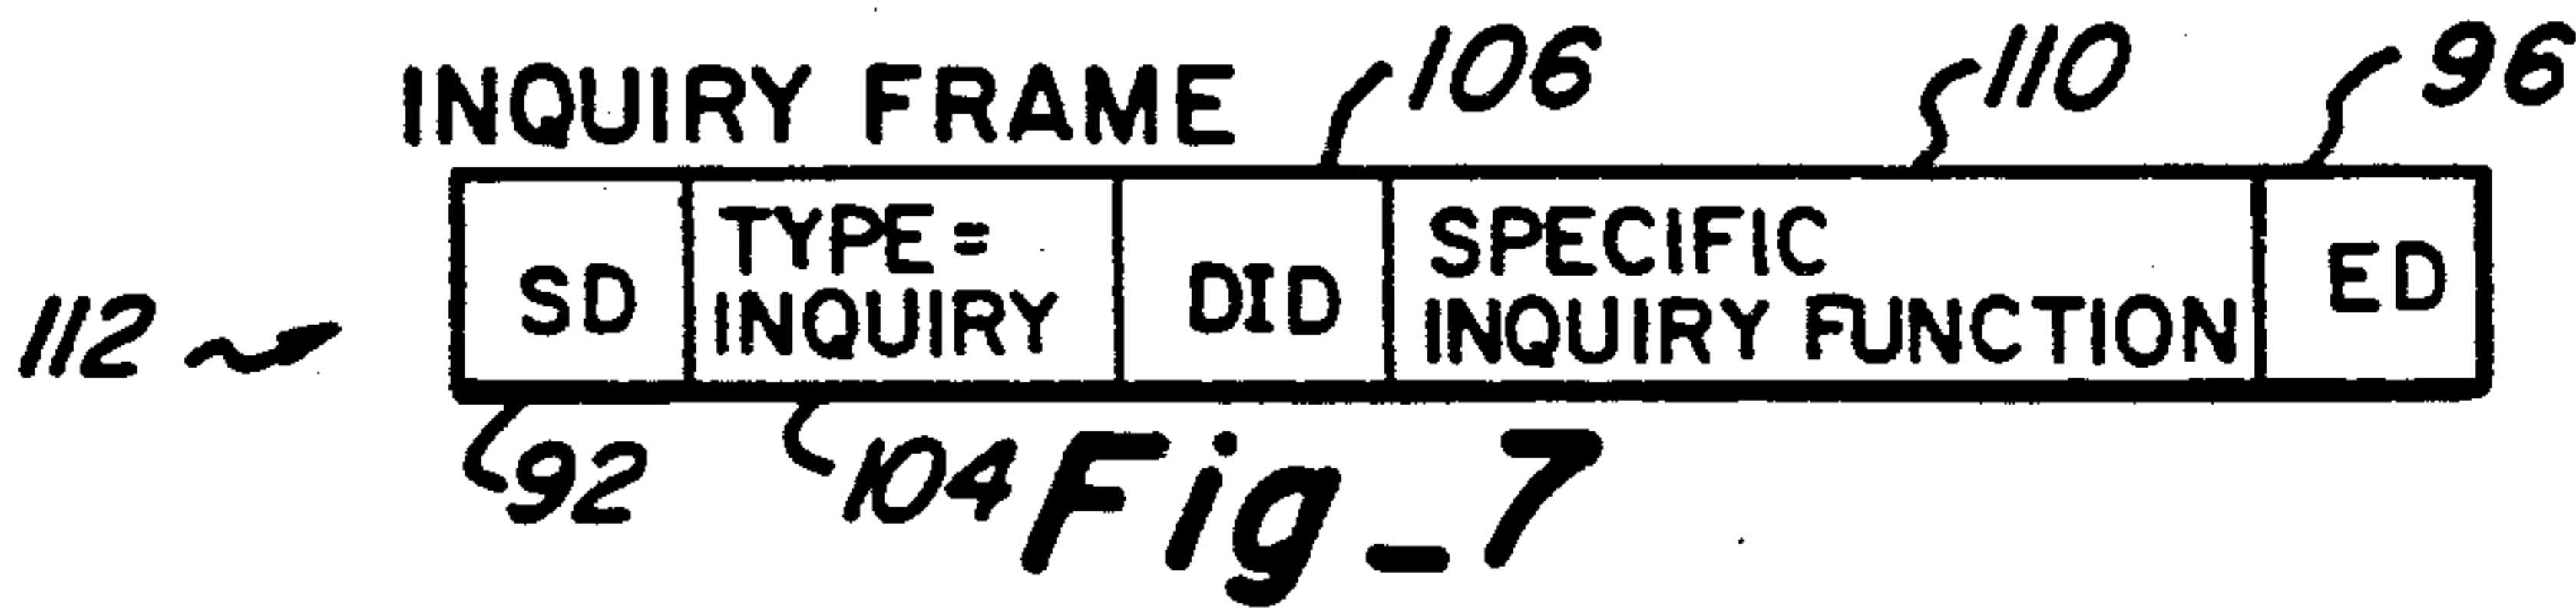 INQUIRY FRAME
106
110
96
112
SD
TYPE =
INQUIRY
DID
SPECIFIC
INQUIRY FUNCTION
ED
92
104
Fig_7